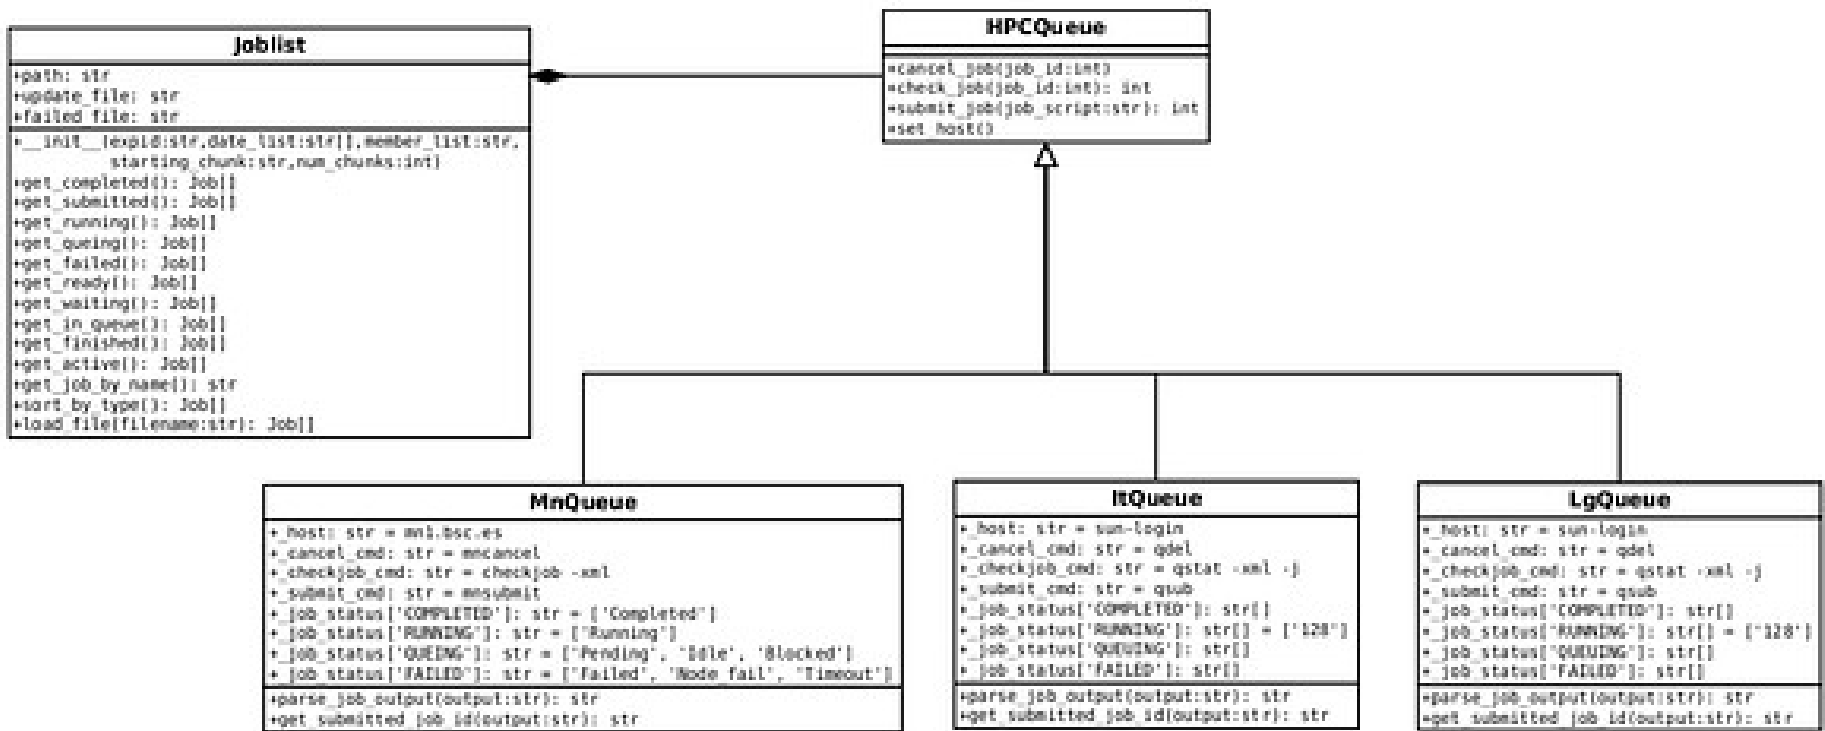 Joblist
+path: str
+update_file: str
+failed_file: str
+__init__(expid:str,date_list:str[],member_list:str,
starting_chunk:str,num_chunks:int)
+get_completed(): Job[]
+get_submitted(): Job[]
+get_running(): Job[]
+get_queing(): Job[]
+get_failed(): Job[]
+get_ready(): Job[]
+get_waiting(): Job[]
+get_in_queue(): Job[]
+get_finished(): Job[]
+get_active(): Job[]
+get_job_by_name(): str
+sort_by_type(): Job[]
+load_file(filename:str): Job[]
HPCQueue
+cancel_job(job_id:int)
+check_job(job_id:int): int
+submit_job(job_script:str): int
+set_host()
MnQueue
+_host: str = mn1.bsc.es
+_cancel_cmd: str = mncancel
+_checkjob_cmd: str = checkjob -xml
+_submit_cmd: str = mnsubmit
+_job_status['COMPLETED']: str = ['Completed']
+_job_status['RUNNING']: str = ['Running']
+_job_status['QUEING']: str = ['Pending', 'Idle', 'Blocked']
+_job_status['FAILED']: str = ['Failed', 'Node_fail', 'Timeout']
+parse_job_output(output:str): str
+get_submitted_job_id(output:str): str
ItQueue
+_host: str = sun-login
+_cancel_cmd: str = qdel
+_checkjob_cmd: str = qstat -xml -j
+_submit_cmd: str = qsub
+_job_status['COMPLETED']: str[]
+_job_status['RUNNING']: str[] = ['128']
+_job_status['QUEUING']: str[]
+_job_status['FAILED']: str[]
+parse_job_output(output:str): str
+get_submitted_job_id(output:str): str
LgQueue
+_host: str = sun-login
+_cancel_cmd: str = qdel
+_checkjob_cmd: str = qstat -xml -j
+_submit_cmd: str = qsub
+_job_status['COMPLETED']: str[]
+_job_status['RUNNING']: str[] = ['128']
+_job_status['QUEUING']: str[]
+_job_status['FAILED']: str[]
+parse_job_output(output:str): str
+get_submitted_job_id(output:str): str